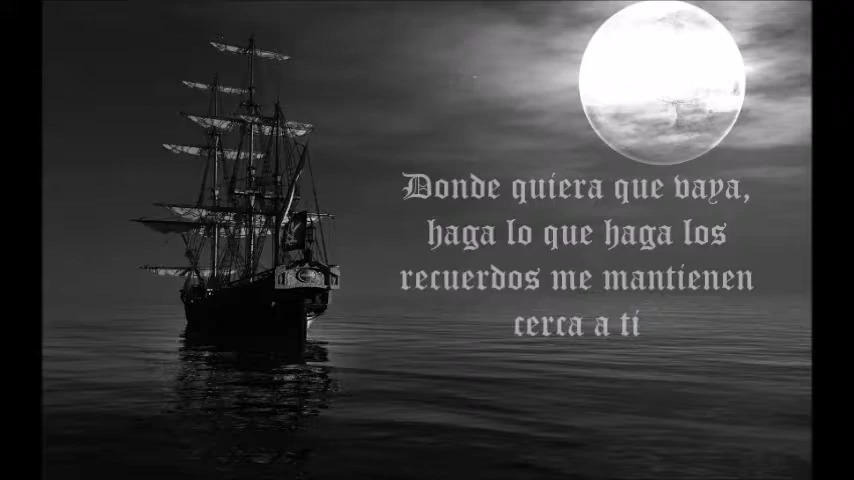 Donde quiera que vaya,
haga lo que haga los
recuerdos me mantienen
cerca a ti